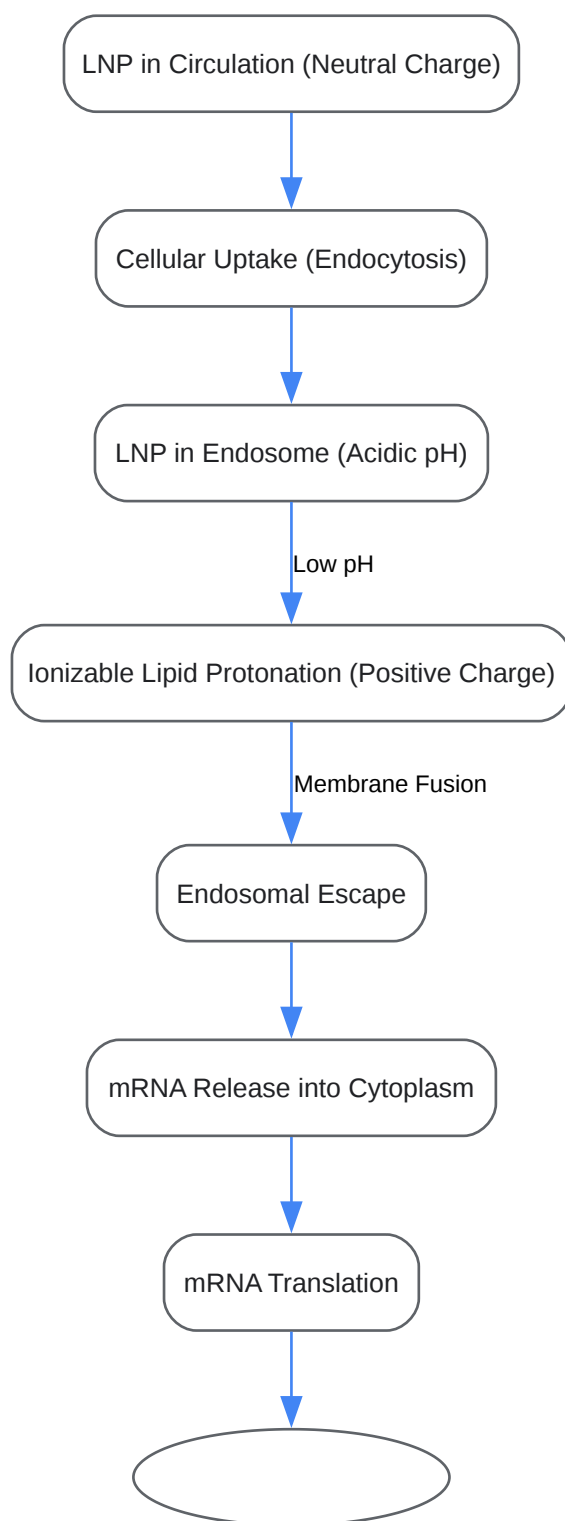 LNP in Circulation (Neutral Charge)
Cellular Uptake (Endocytosis)
LNP in Endosome (Acidic pH)
Low pH
Ionizable Lipid Protonation (Positive Charge)
Membrane Fusion
Endosomal Escape
mRNA Release into Cytoplasm
mRNA Translation